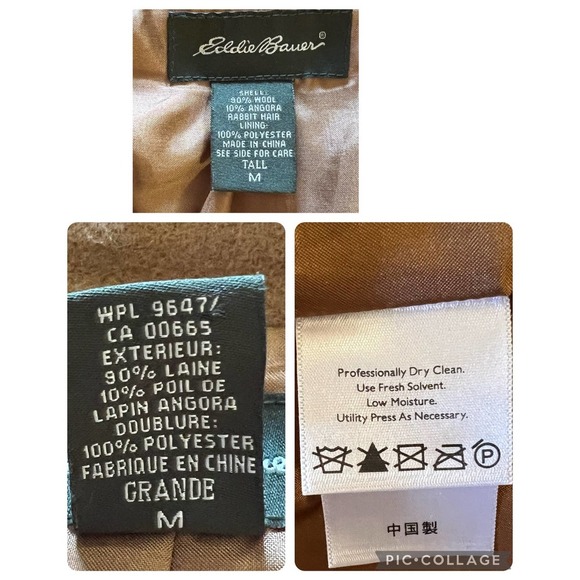 Eddie Bauer®
SHELL:
90% WOOL
10% ANGORA
RABBIT HAIR
LINING:
100% POLYESTER
MADE IN CHINA
SEE SIDE FOR CARE
TALL
M
WPL 9647/
CA 00665
EXTERIEUR:
90% LAINE
10% POIL DE
LAPIN ANGORA
DOUBLURE:
100% POLYESTER
FABRIQUE EN CHINE
GRANDE
M
Professionally Dry Clean.
Use Fresh Solvent.
Low Moisture.
Utility Press As Necessary.
P
中国製
PIC•COLLAGE